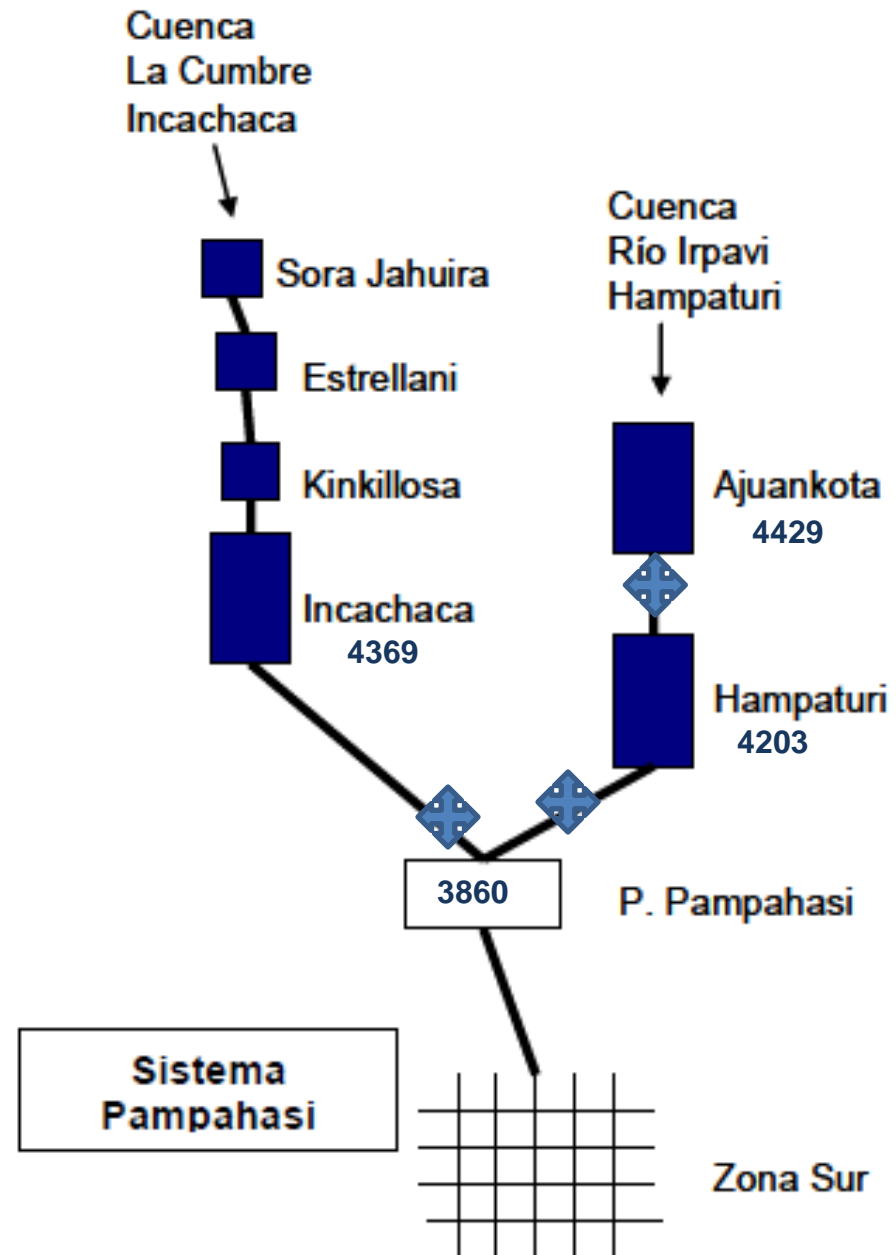 Cuenca
La Cumbre
Incachaca
Cuenca
Río Irpavi
Hampaturi
Sora Jahuira
Estrellani
Kinkillosa
Ajuankota
4429
Incachaca
4369
Hampaturi
4203
3860
P. Pampahasi
Sistema
Pampahasi
Zona Sur